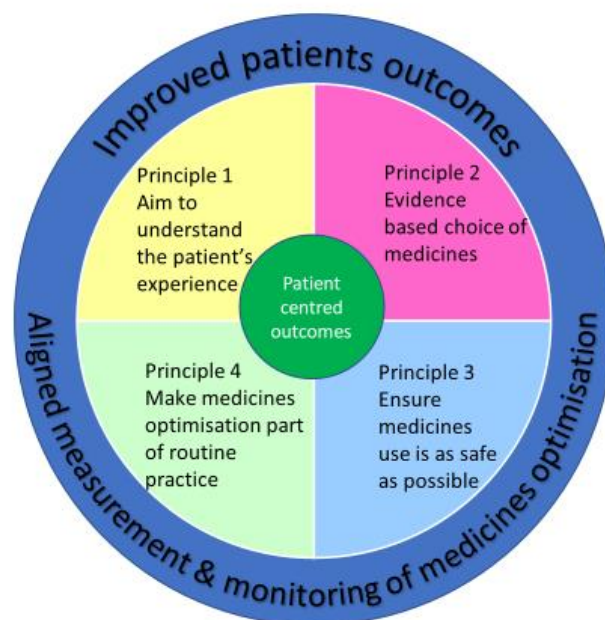 Improved patients outcomes
Principle 1
Aim to
understand
the patient's
experience
Principle 2
Evidence
based choice of
medicines
Patient
centred
outcomes
Principle 4
Make medicines
optimisation part
of routine
practice
Principle 3
Ensure
medicines
use is as safe
as possible
Aligned measurement & monitoring of medicines optimisation